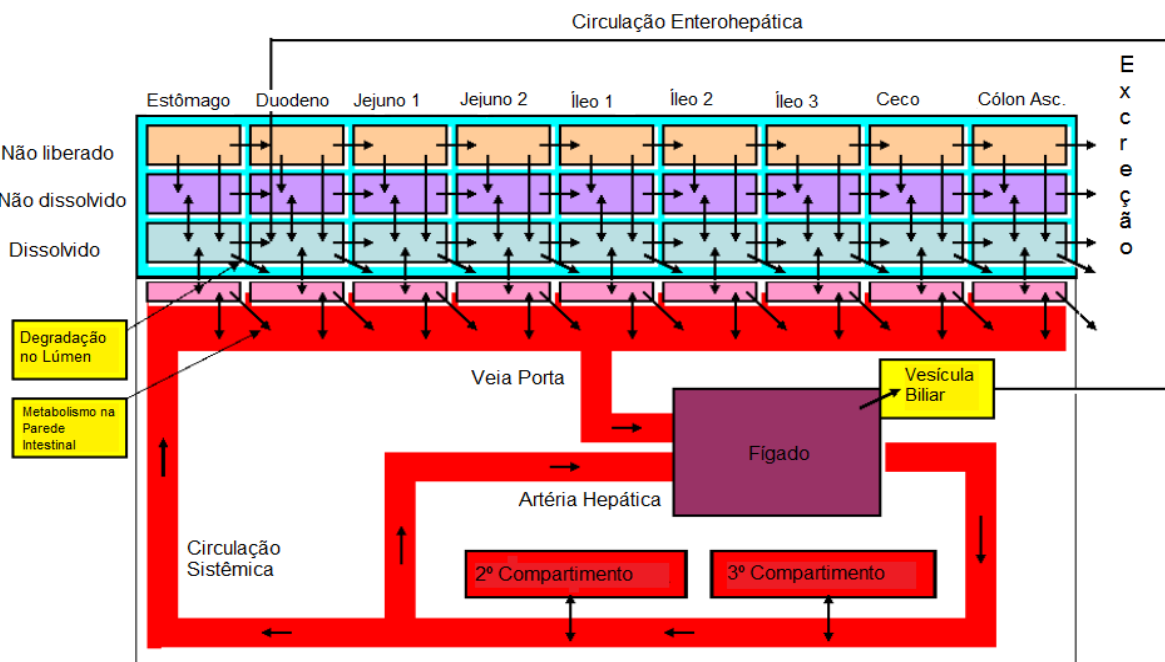 Circulação Enterohepática
Estômago Duodeno Jejuno 1 Jejuno 2 Íleo 1 Íleo 2 Íleo 3 Ceco Cólon Asc.
E
x
c
r
e
ç
ã
o
Não liberado
Não dissolvido
Dissolvido
Degradação
no Lúmen
Metabolismo na
Parede
Intestinal
Veia Porta
Vesícula
Biliar
Fígado
Artéria Hepática
Circulação
Sistêmica
2º Compartimento
3º Compartimento